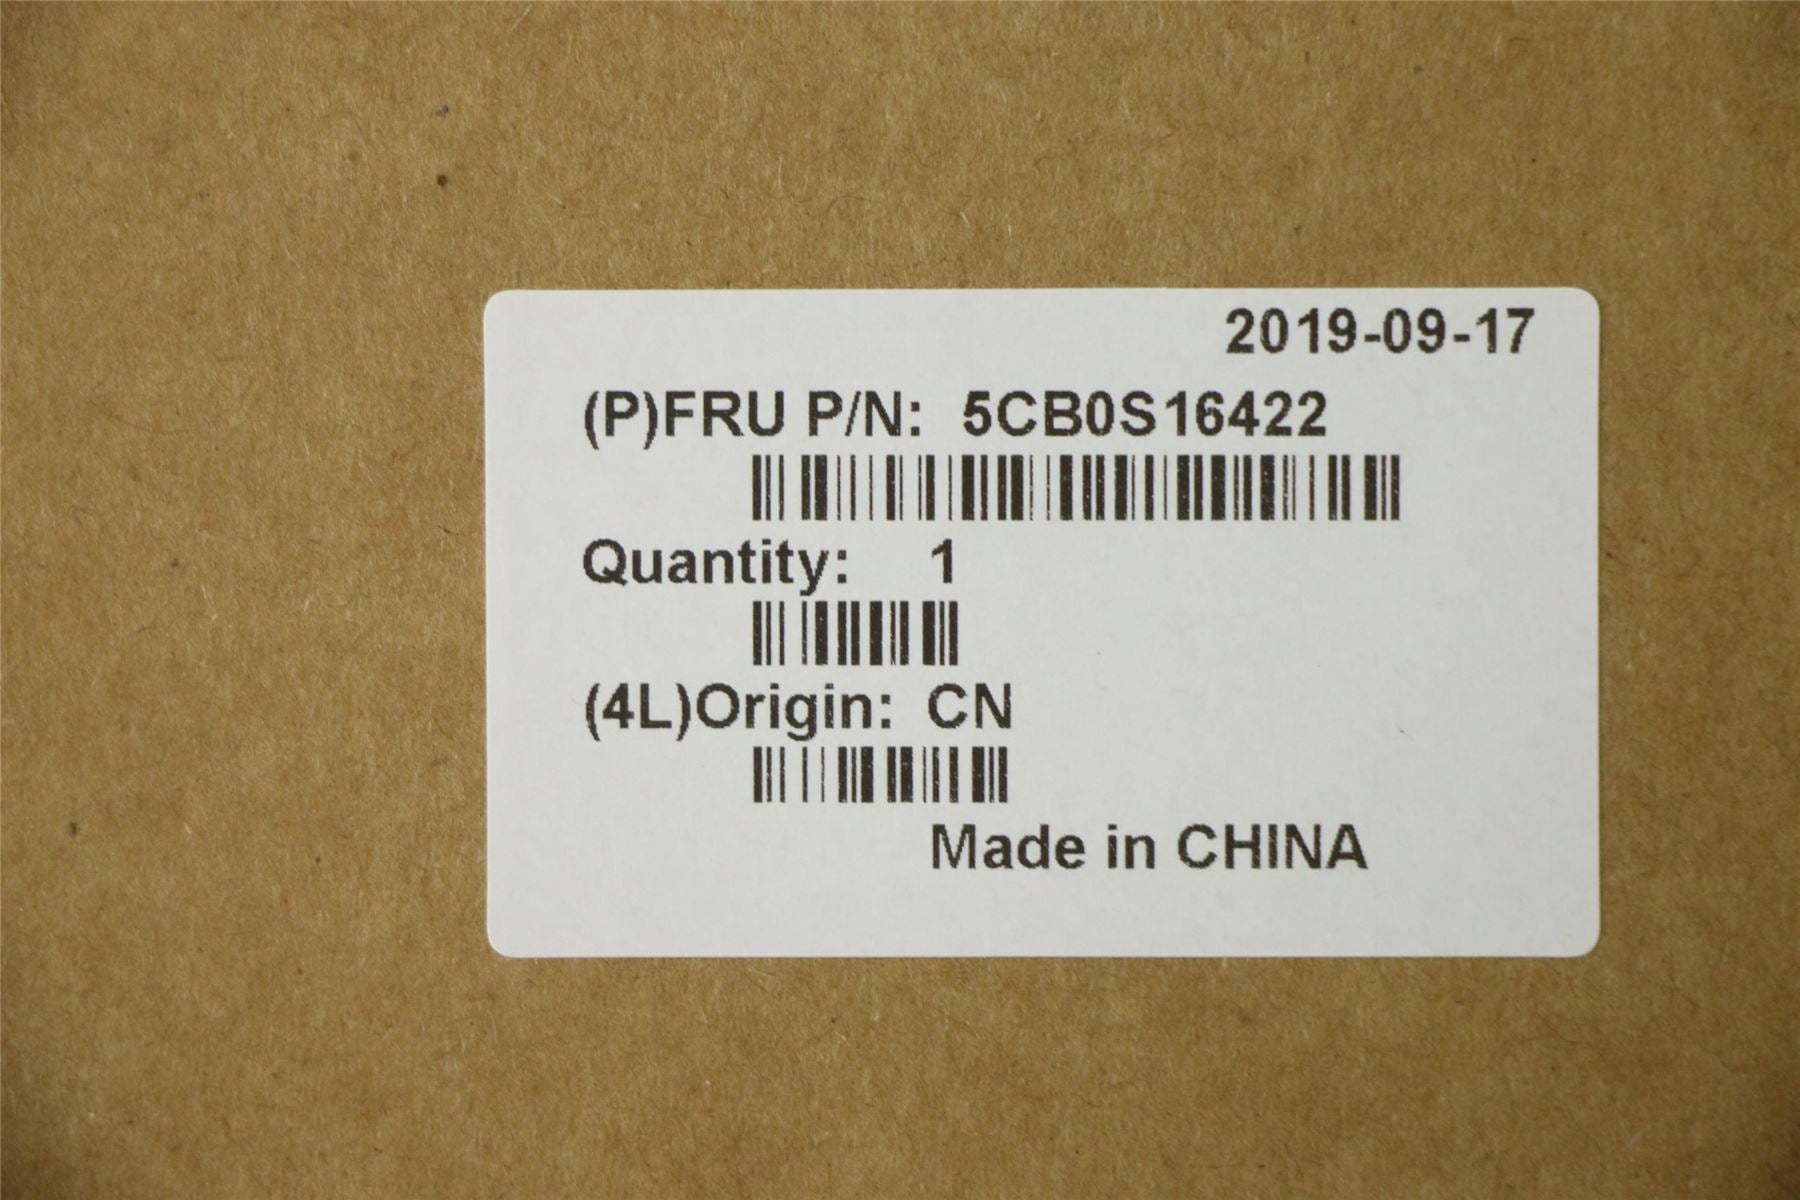 2019-09-17
(P)FRU P/N: 5CB0S16422
Quantity: 1
(4L)Origin: CN
Made in CHINA